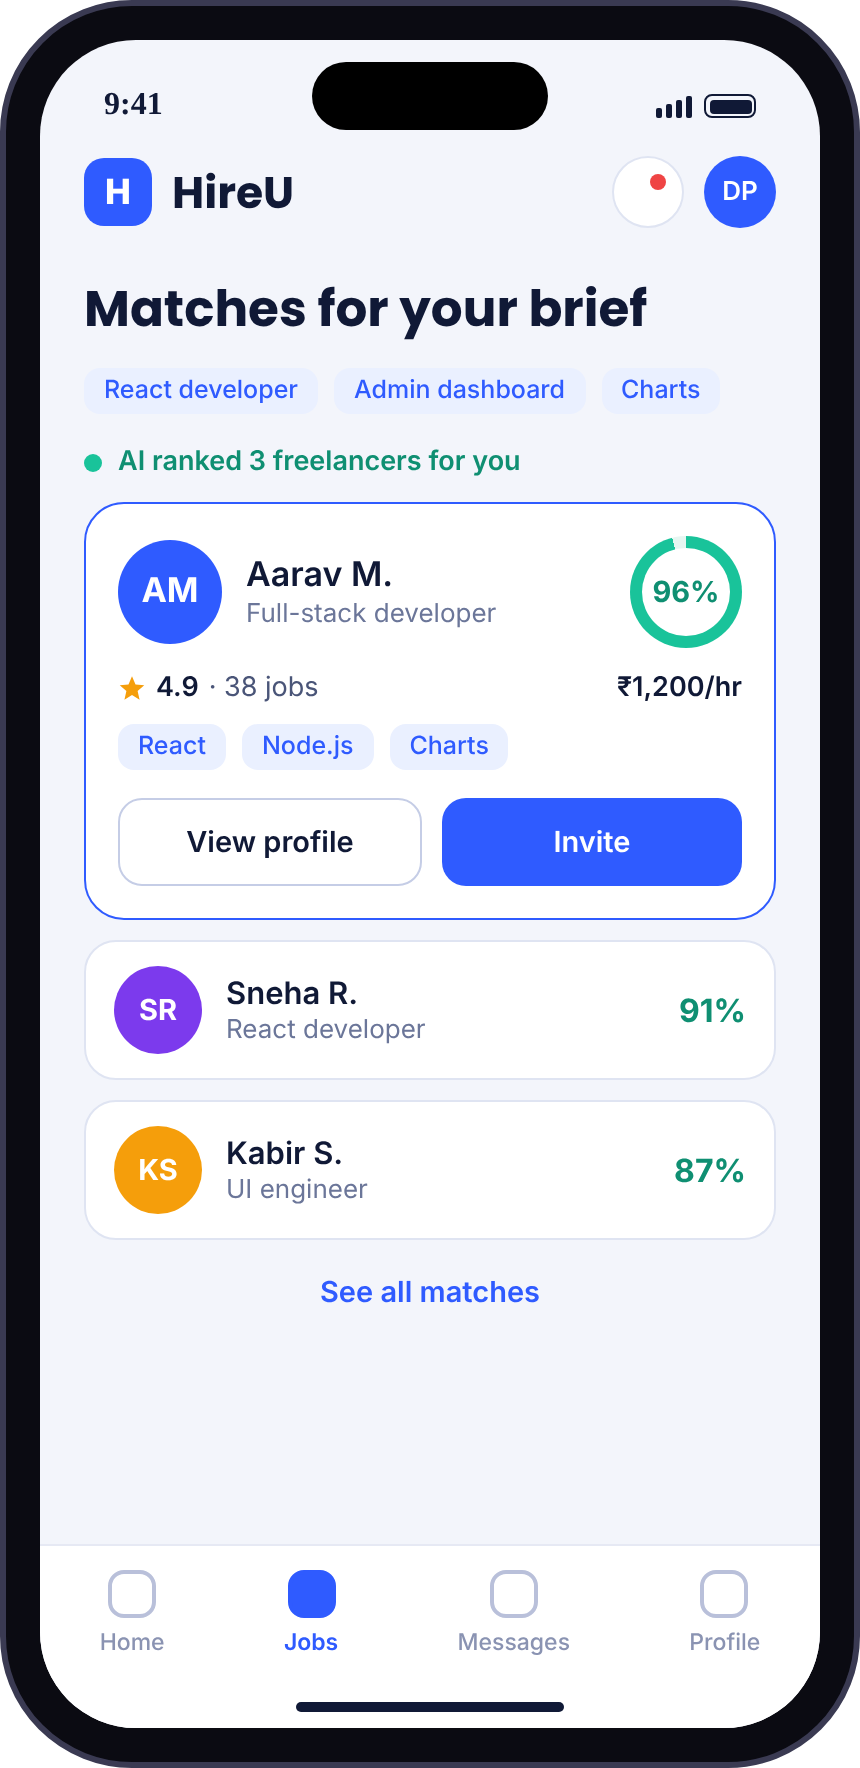 9:41
H HireU DP
Matches for your brief
React developer Admin dashboard Charts
AI ranked 3 freelancers for you
AM Aarav M. 96%
Full-stack developer
4.9 · 38 jobs ₹1,200/hr
React Node.js Charts
View profile Invite
SR Sneha R. 91%
React developer
KS Kabir S. 87%
UI engineer
See all matches
Home Jobs Messages Profile